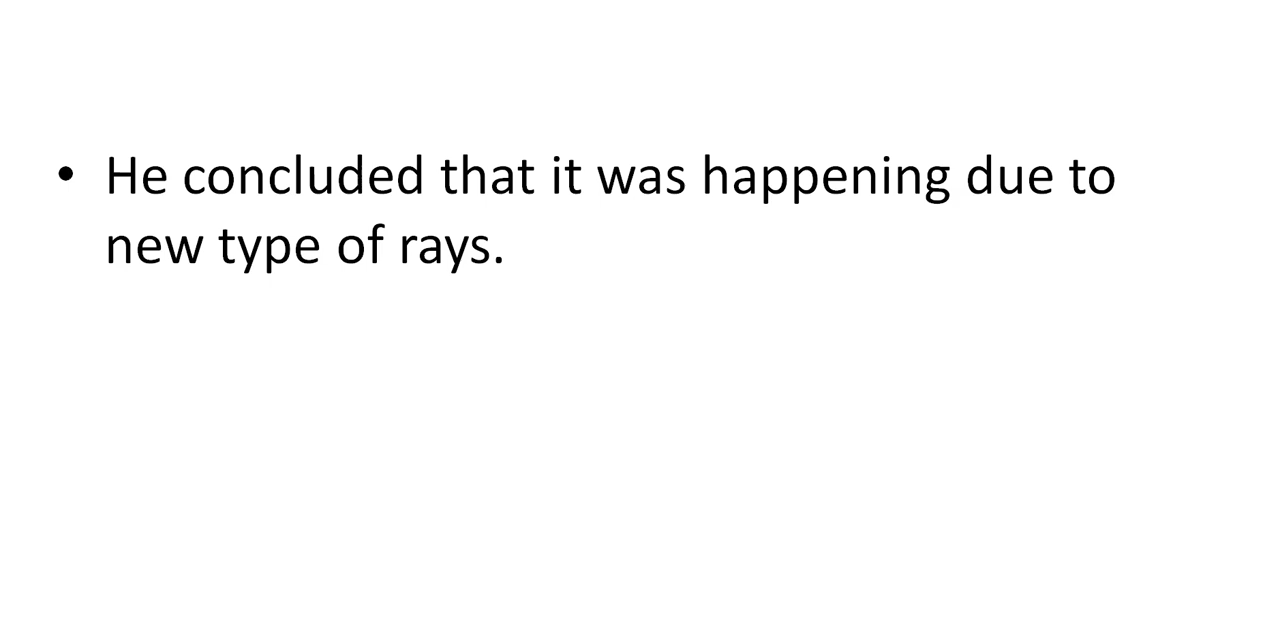 • He concluded that it was happening due to
new type of rays.